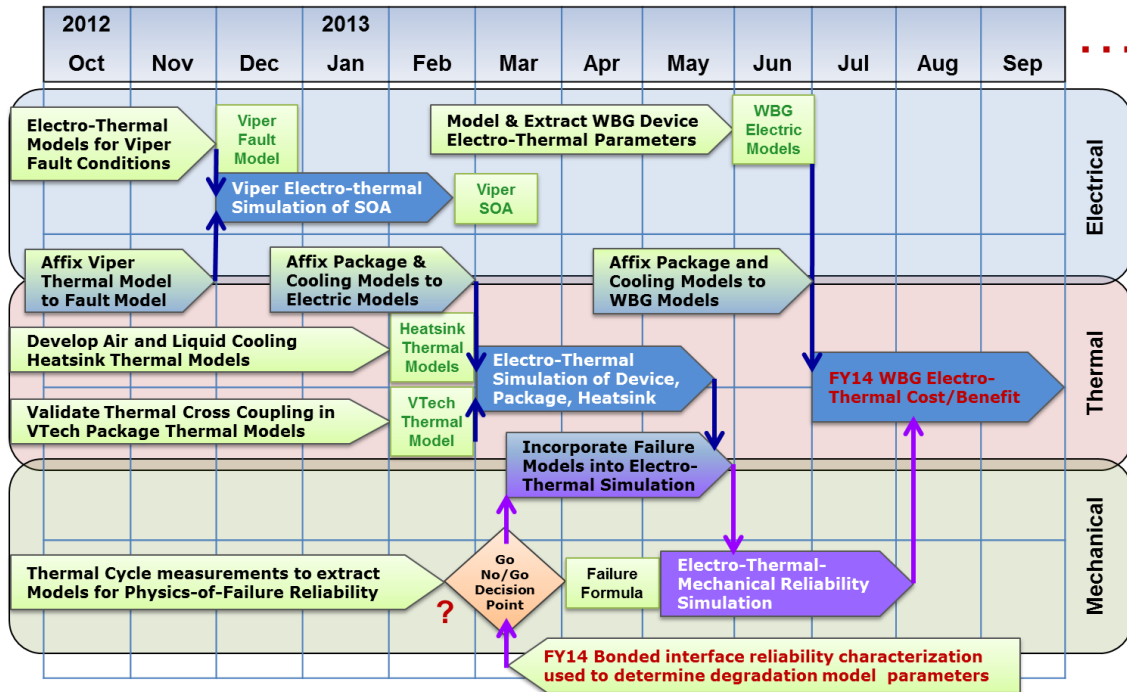 2012
2013
Oct
Nov
Dec
Jan
Feb
Mar
Apr
May
Jun
Jul
Aug
Sep
. . .
Electro-Thermal
Models for Viper
Fault Conditions
Viper
Fault
Model
Model & Extract WBG Device
Electro-Thermal Parameters
WBG
Electric
Models
Viper Electro-thermal
Simulation of SOA
Viper
SOA
Electrical
Affix Viper
Thermal Model
to Fault Model
Affix Package &
Cooling Models to
Electric Models
Affix Package and
Cooling Models to
WBG Models
Develop Air and Liquid Cooling
Heatsink Thermal Models
Heatsink
Thermal
Models
Electro-Thermal
Simulation of Device,
Package, Heatsink
FY14 WBG Electro-
Thermal Cost/Benefit
Thermal
Validate Thermal Cross Coupling in
VTech Package Thermal Models
VTech
Thermal
Model
Incorporate Failure
Models into Electro-
Thermal Simulation
Thermal Cycle measurements to extract
Models for Physics-of-Failure Reliability
?
Go
No/Go
Decision
Point
Failure
Formula
Electro-Thermal-
Mechanical Reliability
Simulation
Mechanical
FY14 Bonded interface reliability characterization
used to determine degradation model parameters